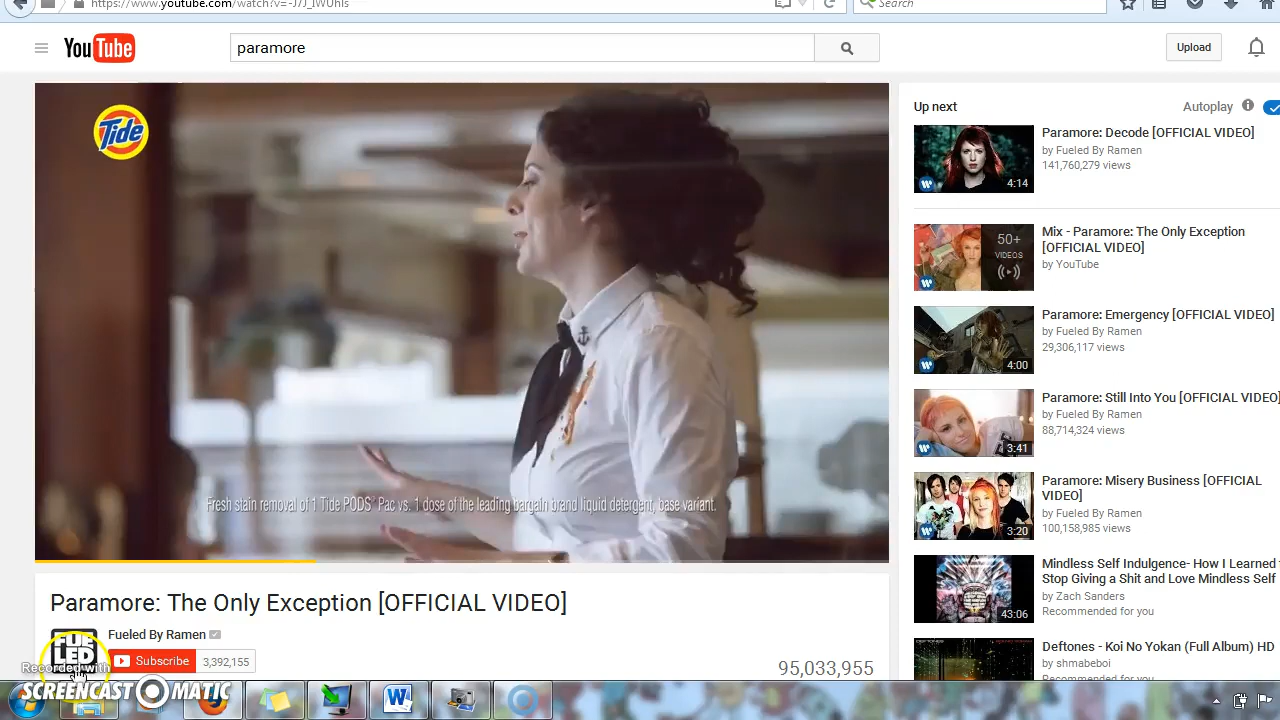 https://www.youtube.com/watch?v=-J7J_IWUhls
Search
YouTube
paramore
Upload
Tide
Fresh stain removal of 1 Tide PODS® Pac vs. 1 dose of the leading bargain brand liquid detergent, base variant.
Paramore: The Only Exception [OFFICIAL VIDEO]
FUE
LED
Fueled By Ramen
Subscribe
3,392,155
95,033,955
Up next
Autoplay
Paramore: Decode [OFFICIAL VIDEO]
by Fueled By Ramen
141,760,279 views
4:14
Mix - Paramore: The Only Exception
[OFFICIAL VIDEO]
by YouTube
50+
VIDEOS
Paramore: Emergency [OFFICIAL VIDEO]
by Fueled By Ramen
29,306,117 views
4:00
Paramore: Still Into You [OFFICIAL VIDEO]
by Fueled By Ramen
88,714,324 views
3:41
Paramore: Misery Business [OFFICIAL
VIDEO]
by Fueled By Ramen
100,158,985 views
3:20
Mindless Self Indulgence- How I Learned
Stop Giving a Shit and Love Mindless Self
by Zach Sanders
Recommended for you
43:06
Deftones - Koi No Yokan (Full Album) HD
by shmabeboi
Recommended for you
Recorded with
SCREENCAST O MATIC